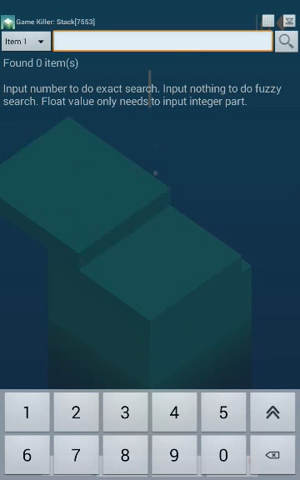 Game Killer: Stack[7553]
Item 1
Found 0 item(s)
Input number to do exact search. Input nothing to do fuzzy
search. Float value only needs to input integer part.
1 2 3 4 5
6 7 8 9 0